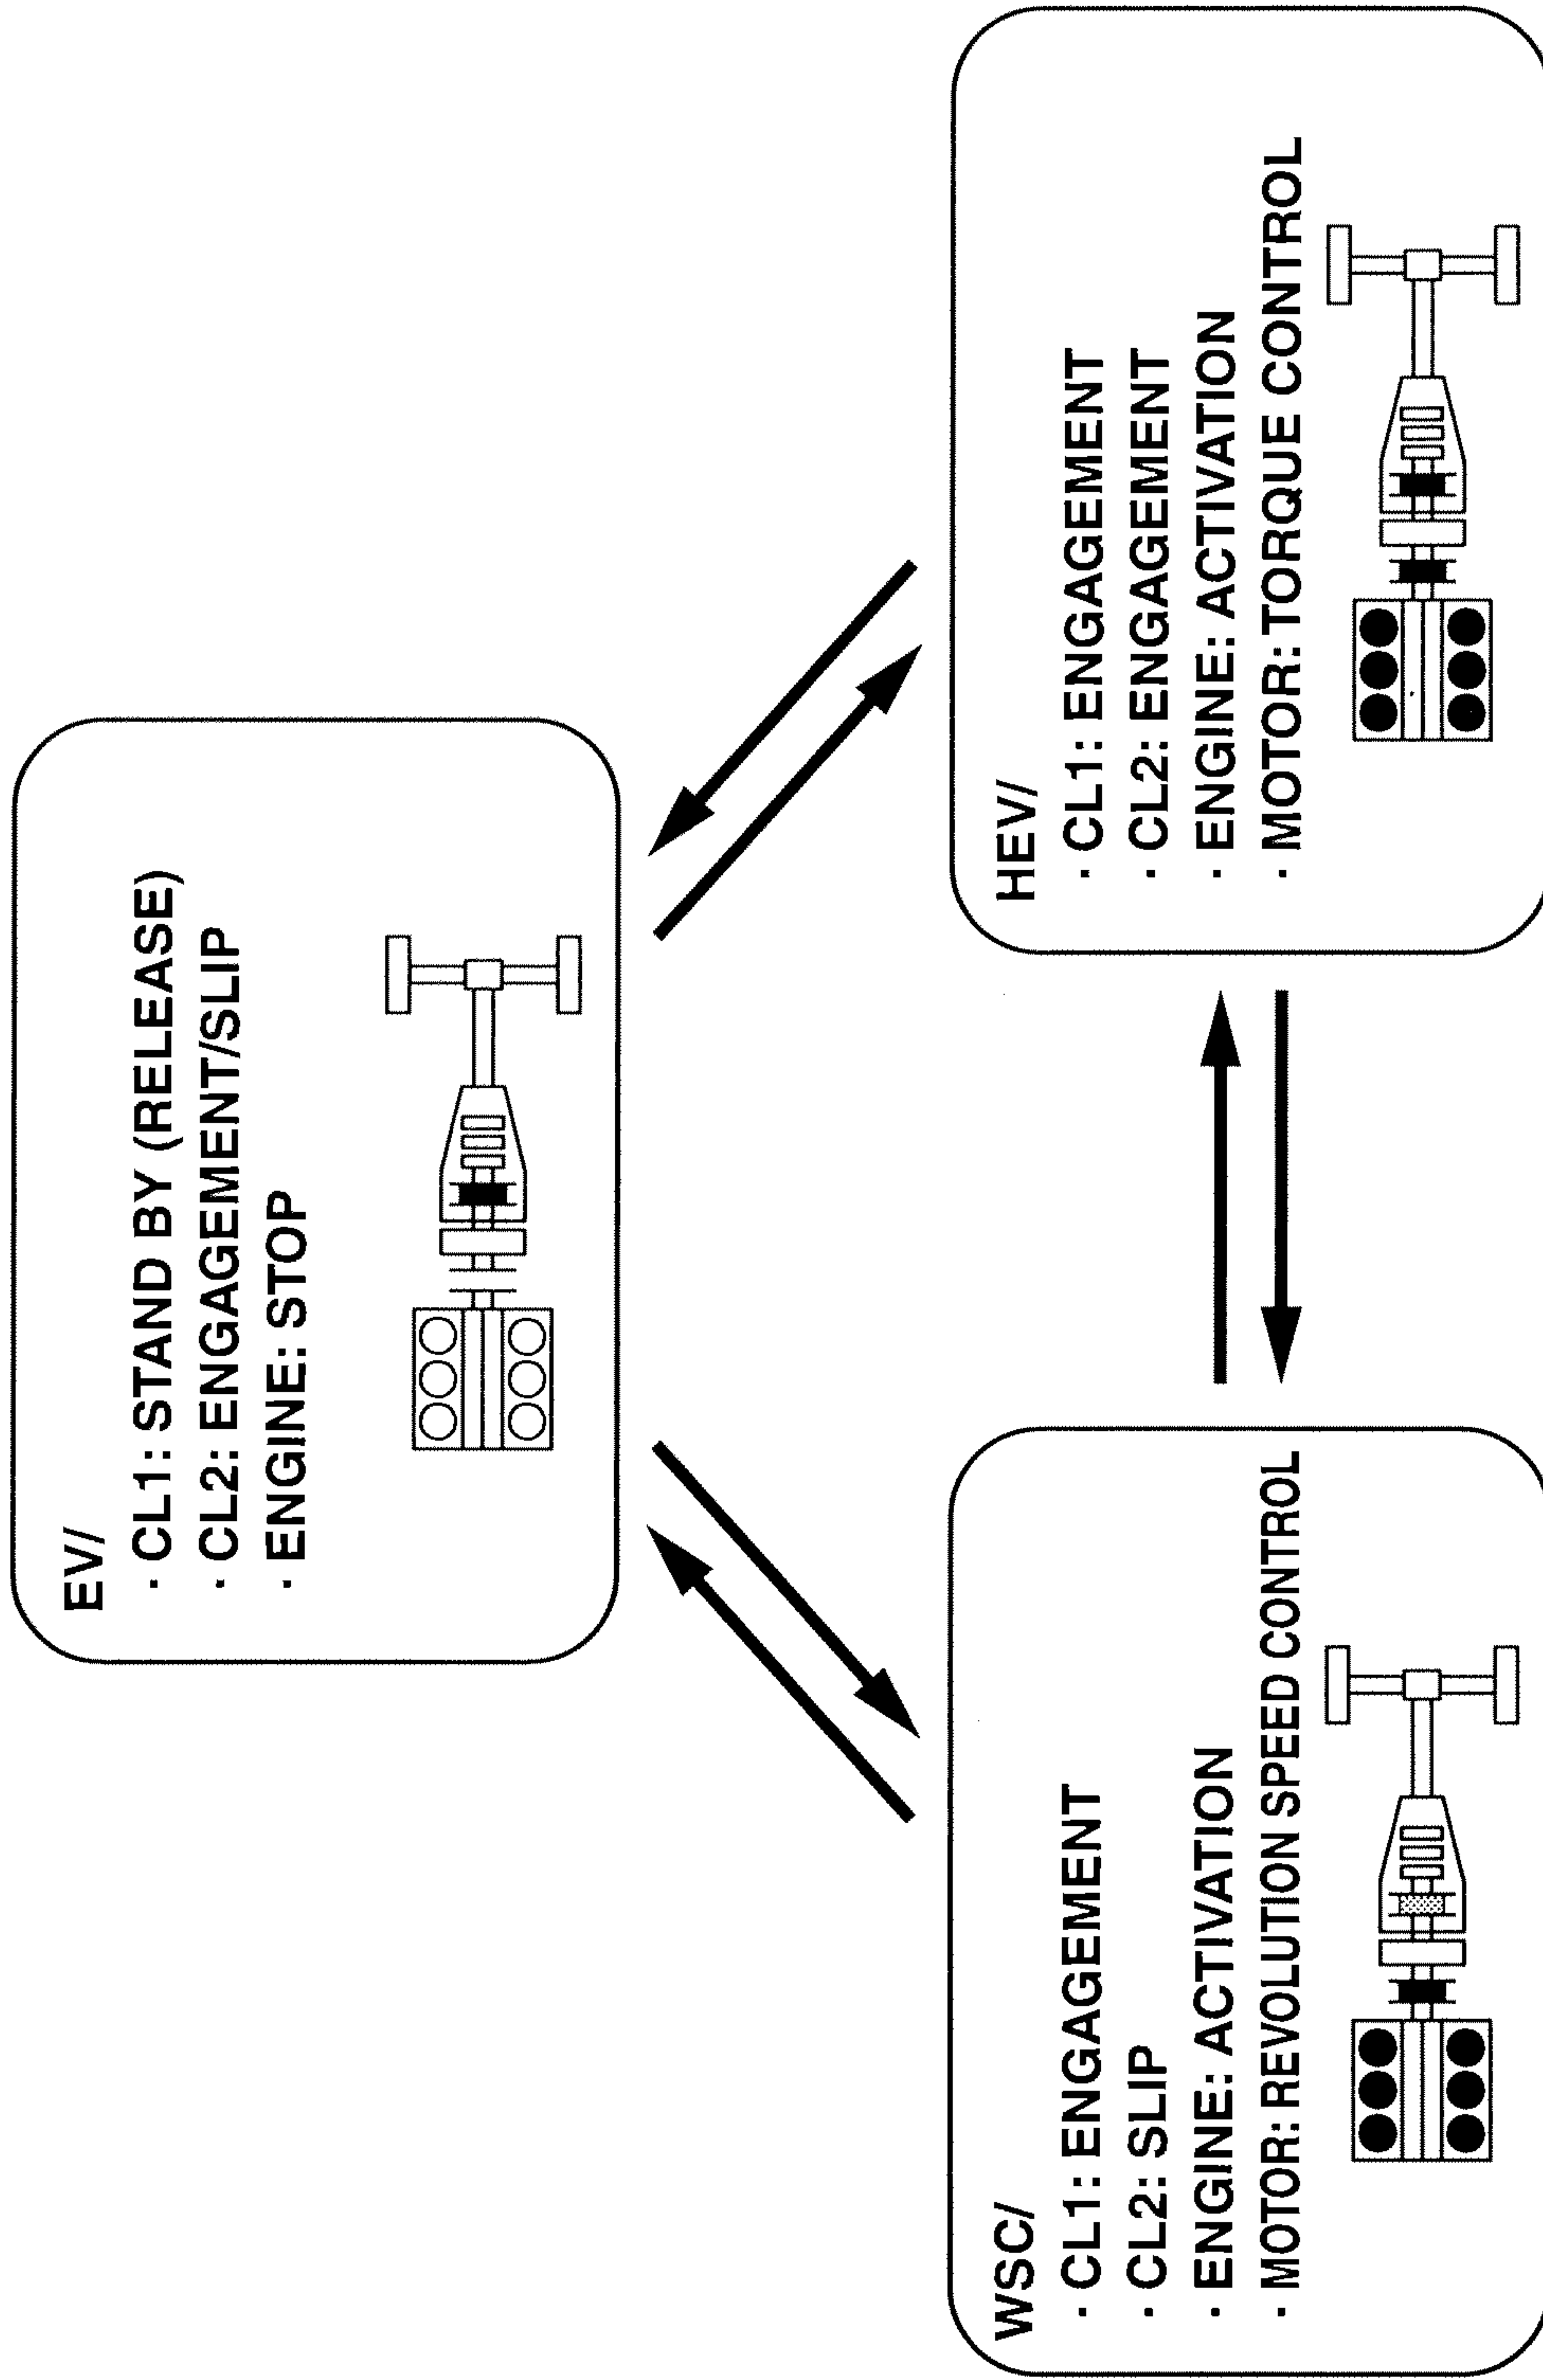 EV/
· CL1: STAND BY (RELEASE)
· CL2: ENGAGEMENT/SLIP
· ENGINE: STOP
WSC/
· CL1: ENGAGEMENT
· CL2: SLIP
· ENGINE: ACTIVATION
· MOTOR: REVOLUTION SPEED CONTROL
HEV/
· CL1: ENGAGEMENT
· CL2: ENGAGEMENT
· ENGINE: ACTIVATION
· MOTOR: TORQUE CONTROL